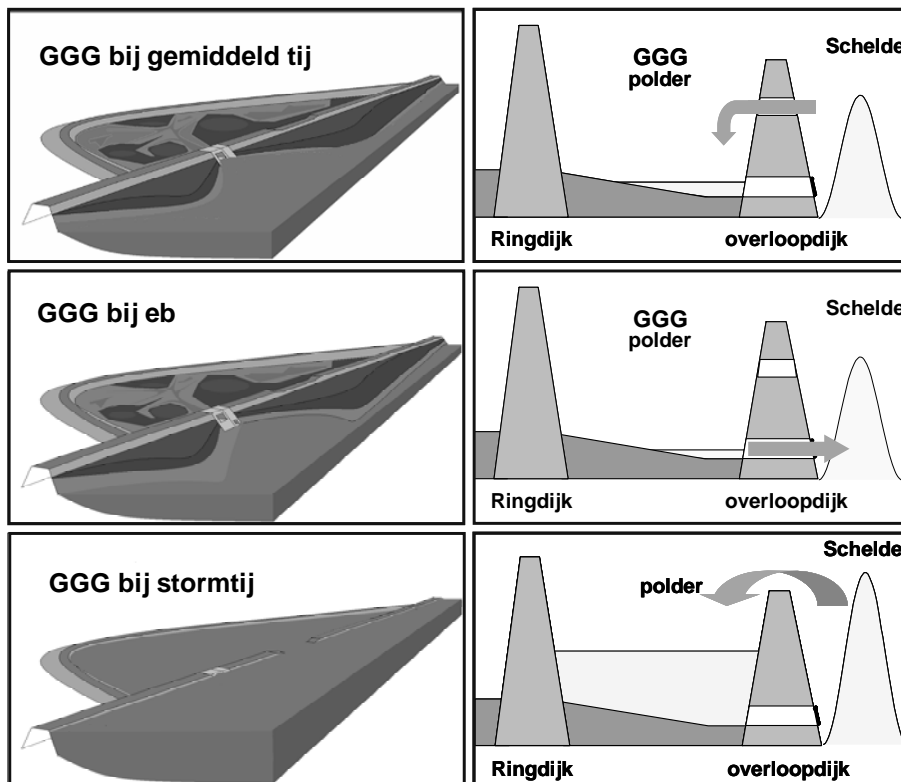 GGG bij gemiddeld tij
GGG
polder
Schelde
Ringdijk
overloopdijk
GGG bij eb
GGG
polder
Schelde
Ringdijk
overloopdijk
GGG bij stormtij
polder
Schelde
Ringdijk
overloopdijk